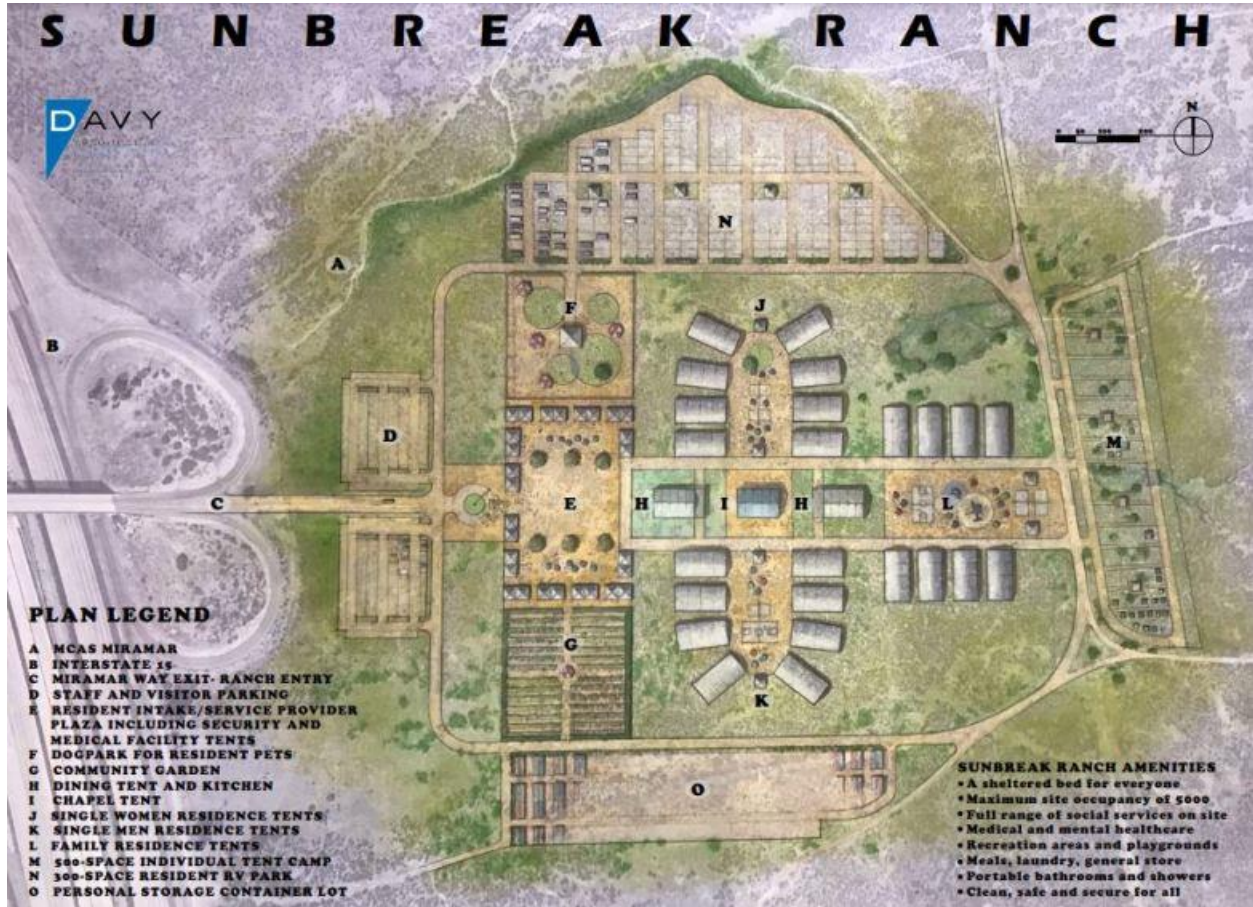 SUNBREAK RANCH
DAVY
N
A
B
C
D
E
F
G
H
I
H
J
K
L
M
N
O
PLAN LEGEND
A MCAS MIRAMAR
B INTERSTATE 15
C MIRAMAR WAY EXIT- RANCH ENTRY
D STAFF AND VISITOR PARKING
E RESIDENT INTAKE/SERVICE PROVIDER
PLAZA INCLUDING SECURITY AND
MEDICAL FACILITY TENTS
F DOGPARK FOR RESIDENT PETS
G COMMUNITY GARDEN
H DINING TENT AND KITCHEN
I CHAPEL TENT
J SINGLE WOMEN RESIDENCE TENTS
K SINGLE MEN RESIDENCE TENTS
L FAMILY RESIDENCE TENTS
M 500-SPACE INDIVIDUAL TENT CAMP
N 300-SPACE RESIDENT RV PARK
O PERSONAL STORAGE CONTAINER LOT
SUNBREAK RANCH AMENITIES
• A sheltered bed for everyone
• Maximum site occupancy of 5000
• Full range of social services on site
• Medical and mental healthcare
• Recreation areas and playgrounds
• Meals, laundry, general store
• Portable bathrooms and showers
• Clean, safe and secure for all